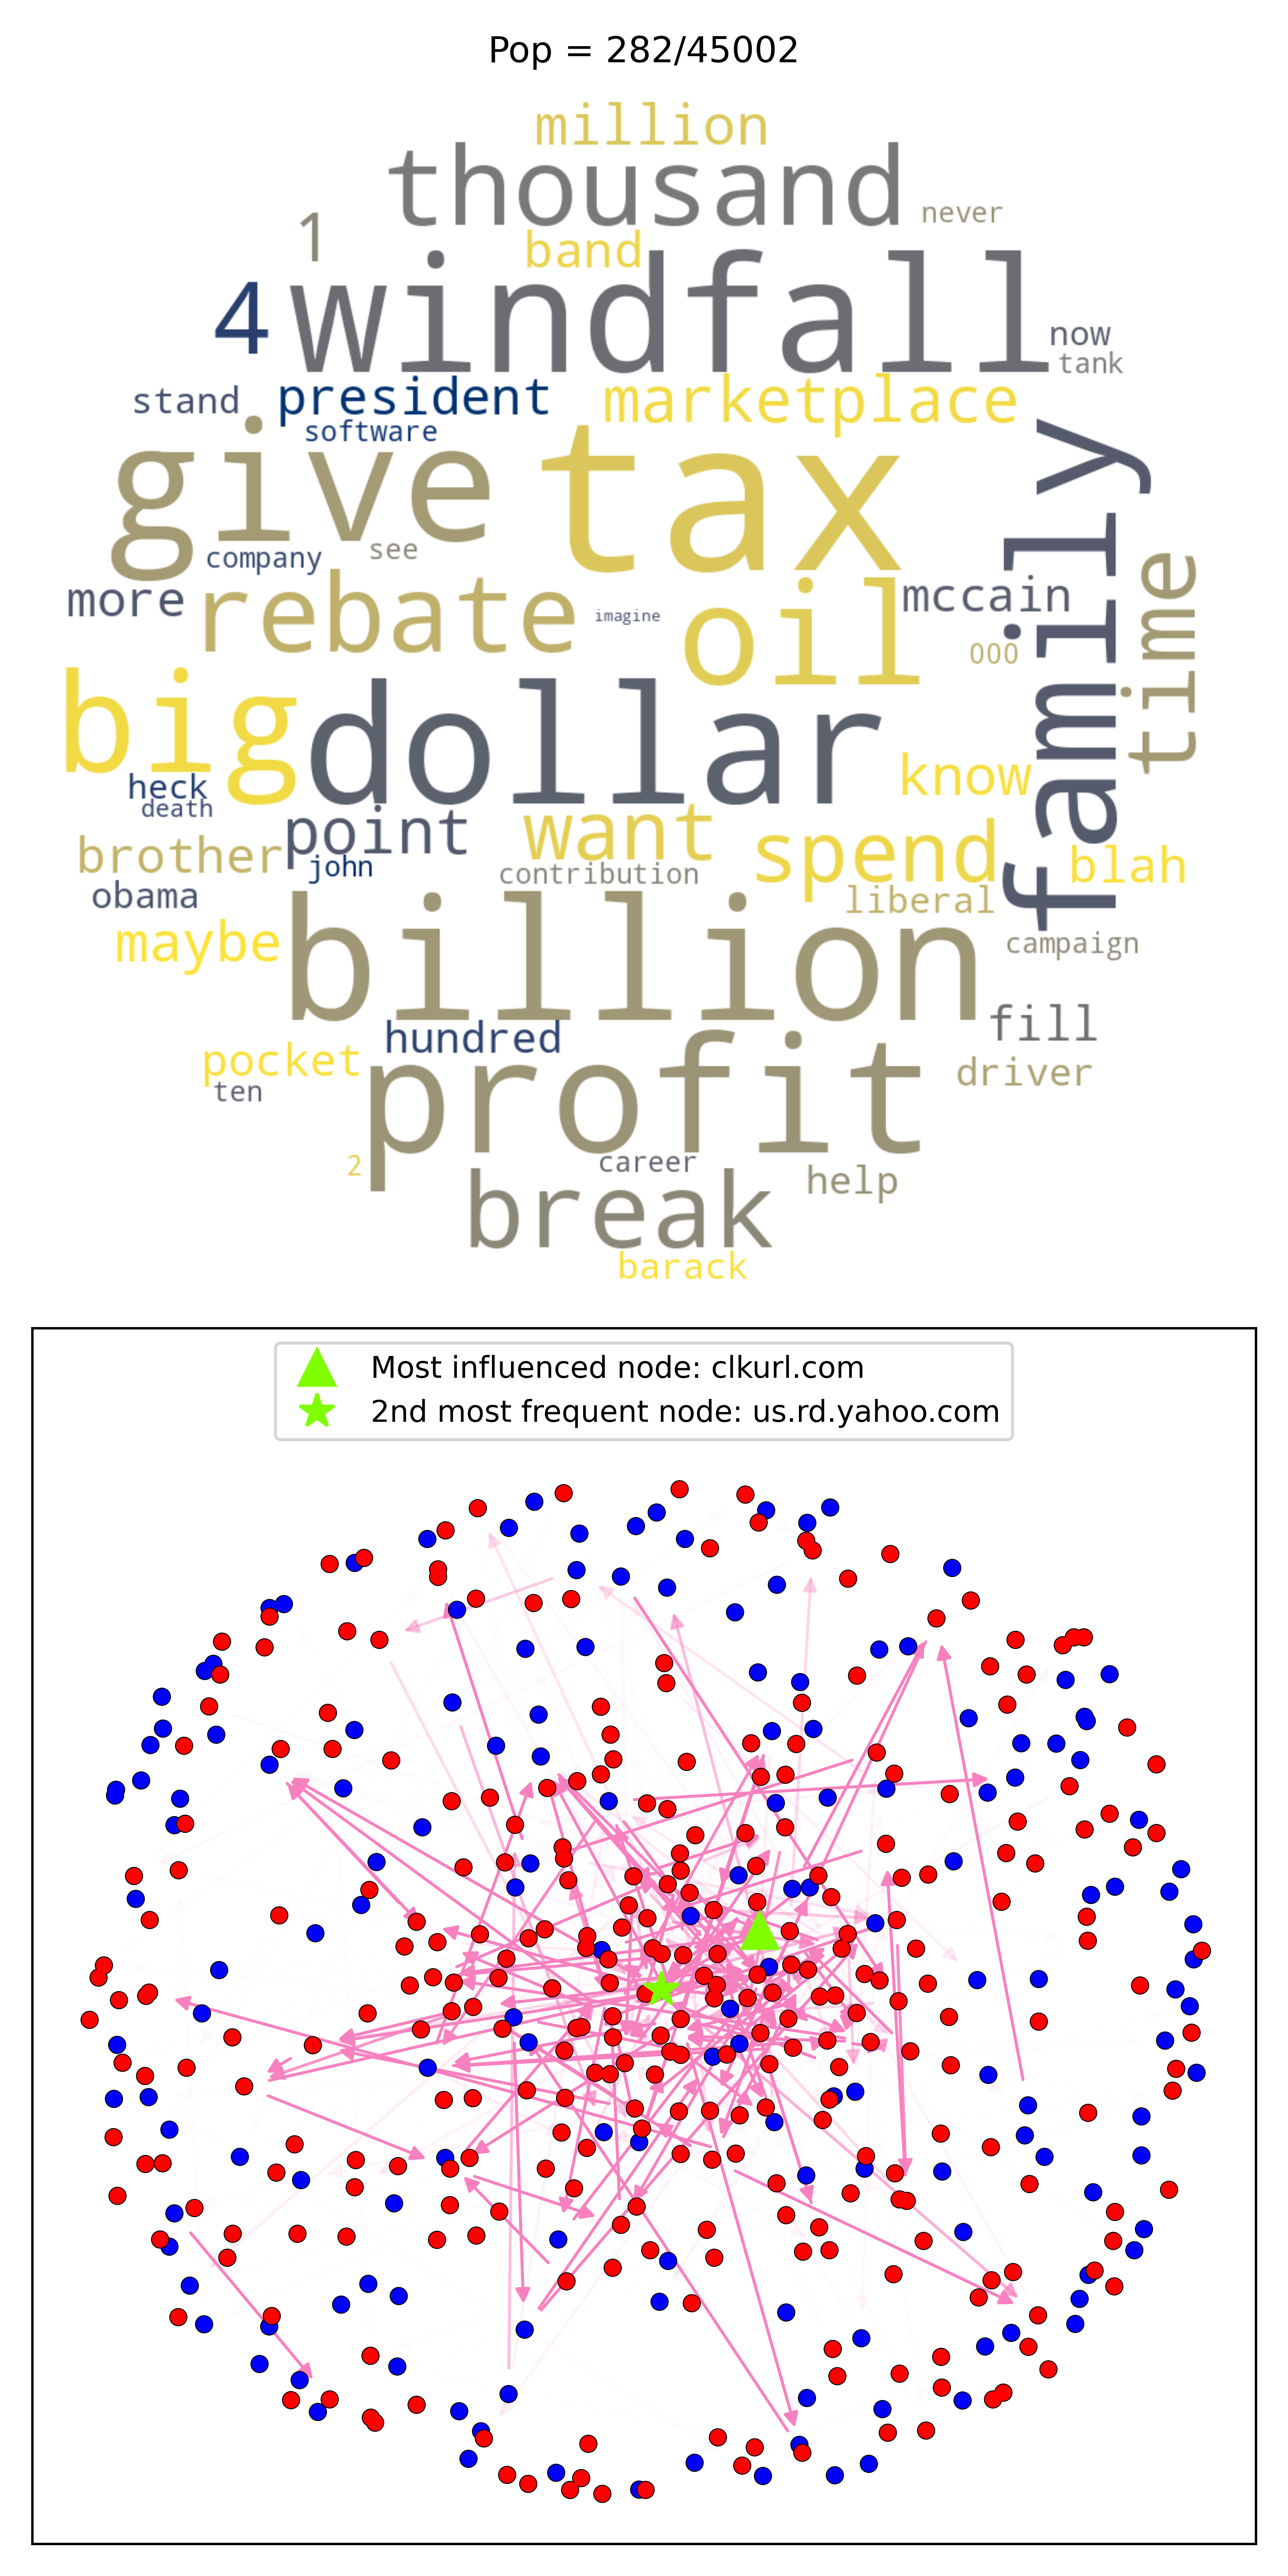 Pop = 282/45002
million
thousand
never
1
band
4
windfall
now
tank
stand
president
marketplace
software
give
tax
family
company
see
time
more
rebate
imagine
oil
mccain
000
big
dollar
know
heck
death
point
want
spend
brother
john
contribution
blah
obama
liberal
maybe
billion
campaign
hundred
fill
pocket
driver
ten
profit
2
career
help
break
barack
Most influenced node: clkurl.com
2nd most frequent node: us.rd.yahoo.com